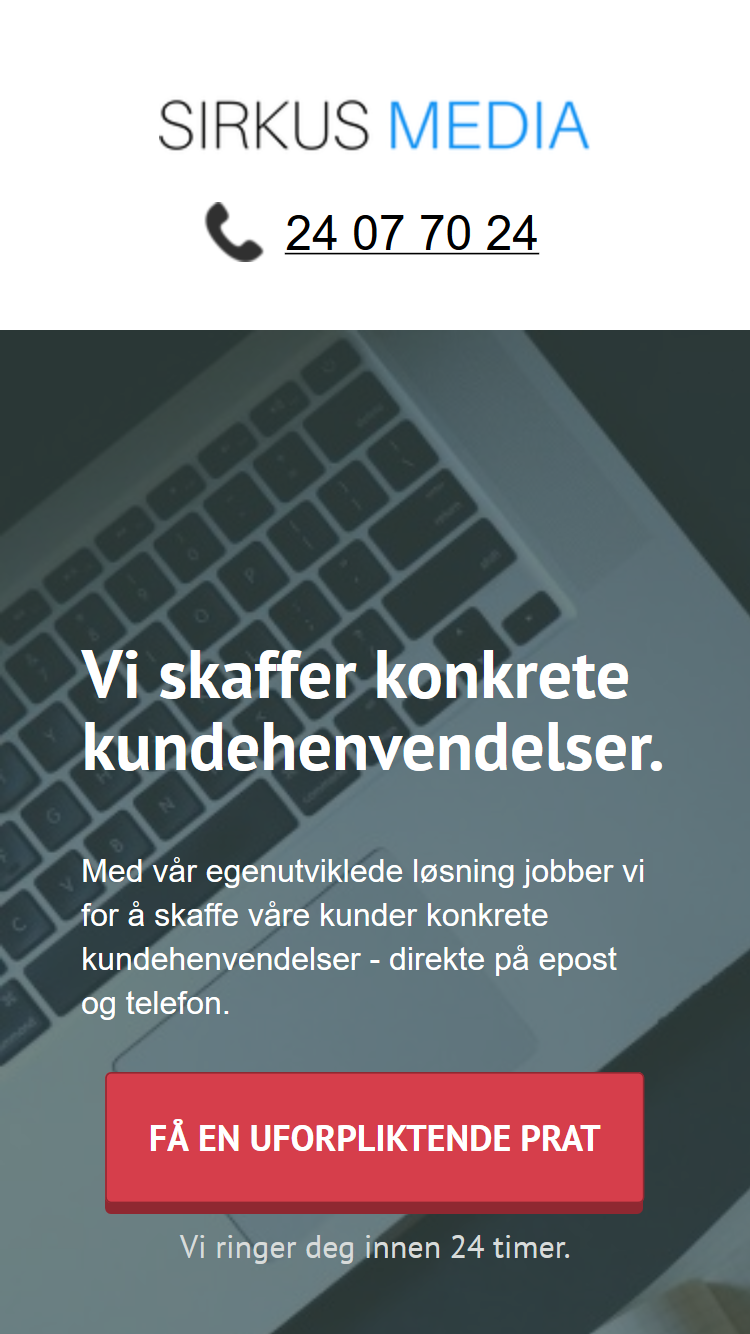 SIRKUS MEDIA
24 07 70 24
Vi skaffer konkrete
kundehenvendelser.
Med vår egenutviklede løsning jobber vi
for å skaffe våre kunder konkrete
kundehenvendelser - direkte på epost
og telefon.
FÅ EN UFORPLIKTENDE PRAT
Vi ringer deg innen 24 timer.